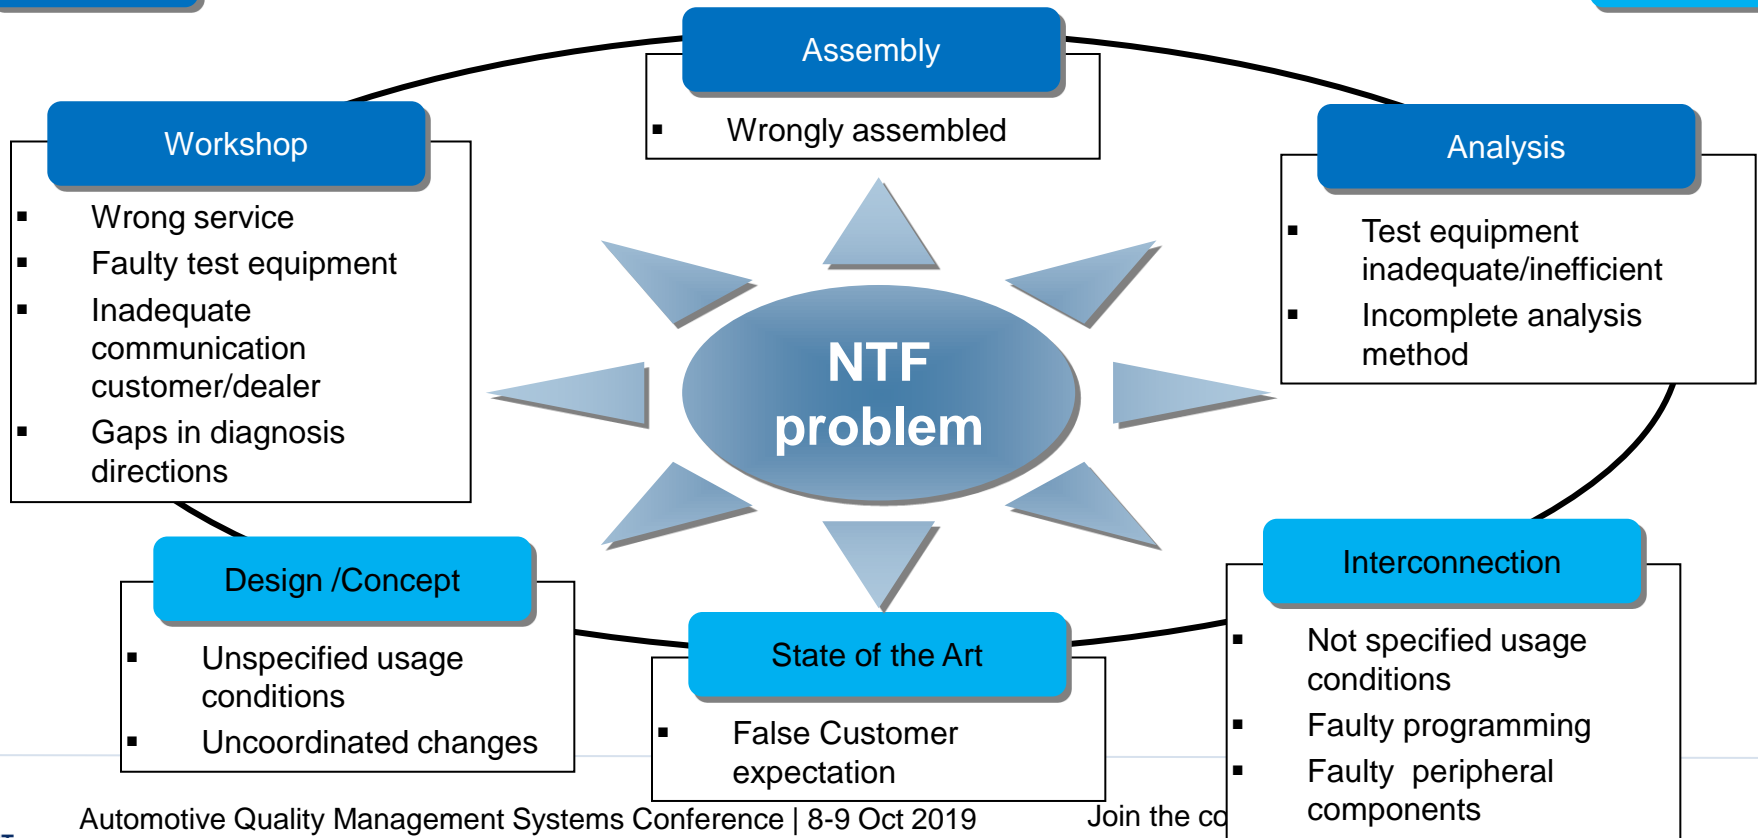 Assembly
▪ Wrongly assembled
Workshop
▪ Wrong service
▪ Faulty test equipment
▪ Inadequate
communication
customer/dealer
▪ Gaps in diagnosis
directions
Analysis
▪ Test equipment
inadequate/inefficient
▪ Incomplete analysis
method
NTF
problem
Design /Concept
▪ Unspecified usage
conditions
▪ Uncoordinated changes
State of the Art
▪ False Customer
expectation
Interconnection
▪ Not specified usage
conditions
▪ Faulty programming
▪ Faulty peripheral
components
Automotive Quality Management Systems Conference | 8-9 Oct 2019
Join the co